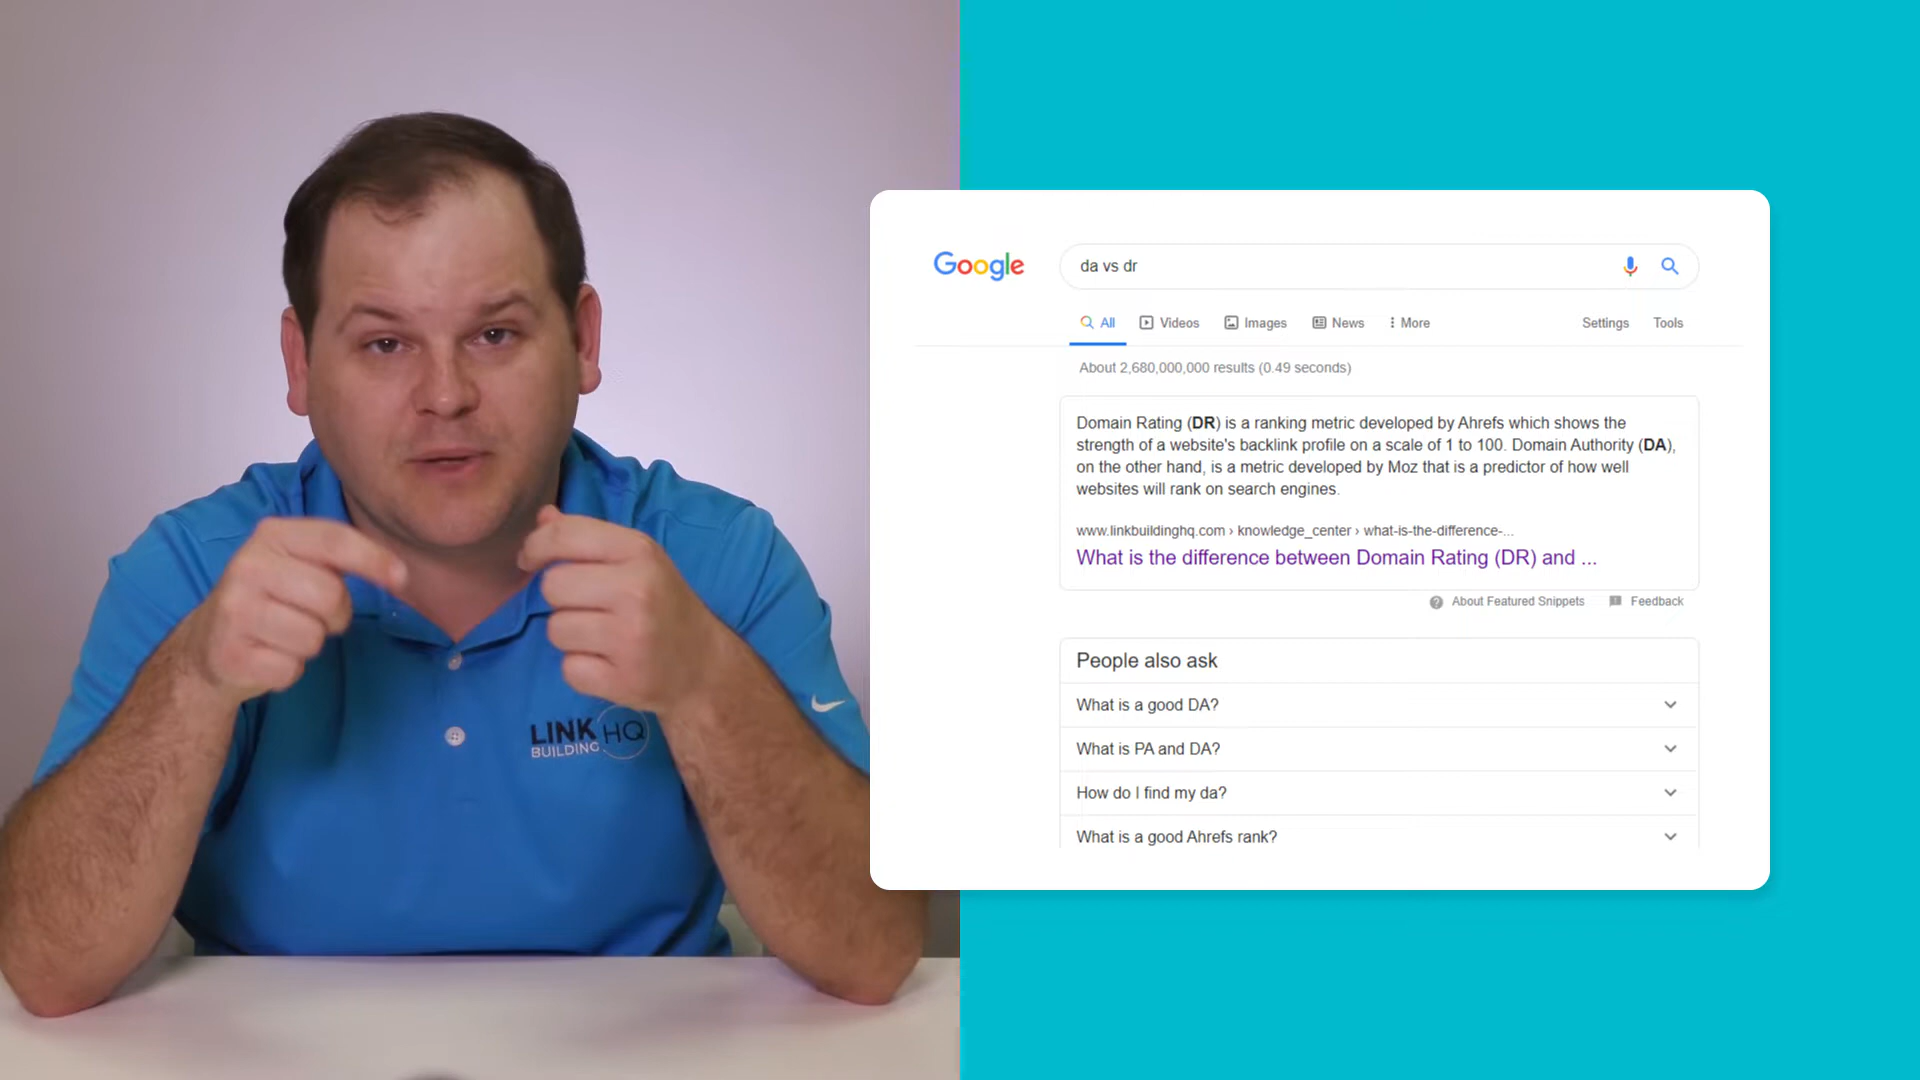 LINK HQ
BUILDING
Google
da vs dr
All Videos Images News More Settings Tools
About 2,680,000,000 results (0.49 seconds)
Domain Rating (DR) is a ranking metric developed by Ahrefs which shows the
strength of a website's backlink profile on a scale of 1 to 100. Domain Authority (DA),
on the other hand, is a metric developed by Moz that is a predictor of how well
websites will rank on search engines.
www.linkbuildinghq.com › knowledge_center › what-is-the-difference-...
What is the difference between Domain Rating (DR) and ...
About Featured Snippets Feedback
People also ask
What is a good DA?
What is PA and DA?
How do I find my da?
What is a good Ahrefs rank?